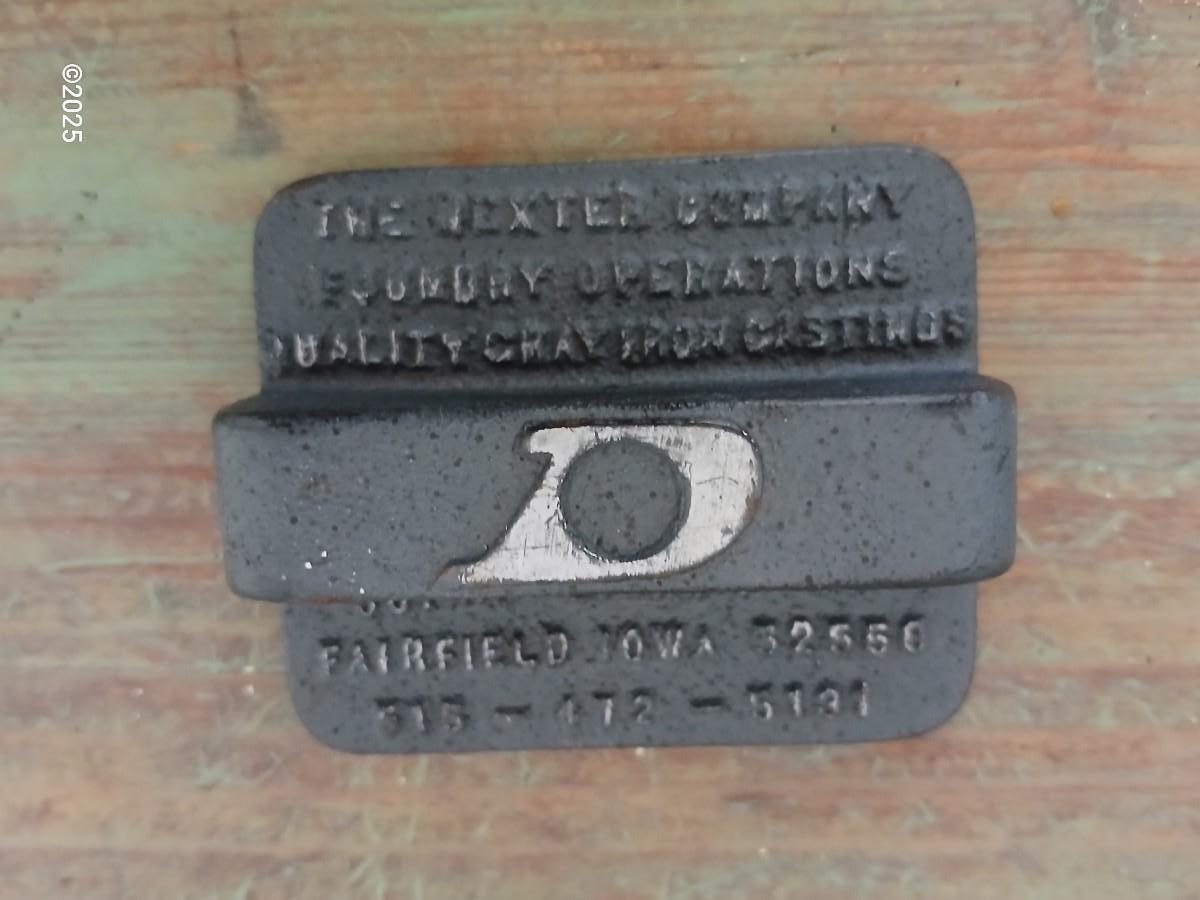 ©2025
THE DEXTER COMPANY
FOUNDRY OPERATIONS
QUALITY GRAY IRON CASTINGS
D
FAIRFIELD IOWA 52556
515 - 472 - 5131